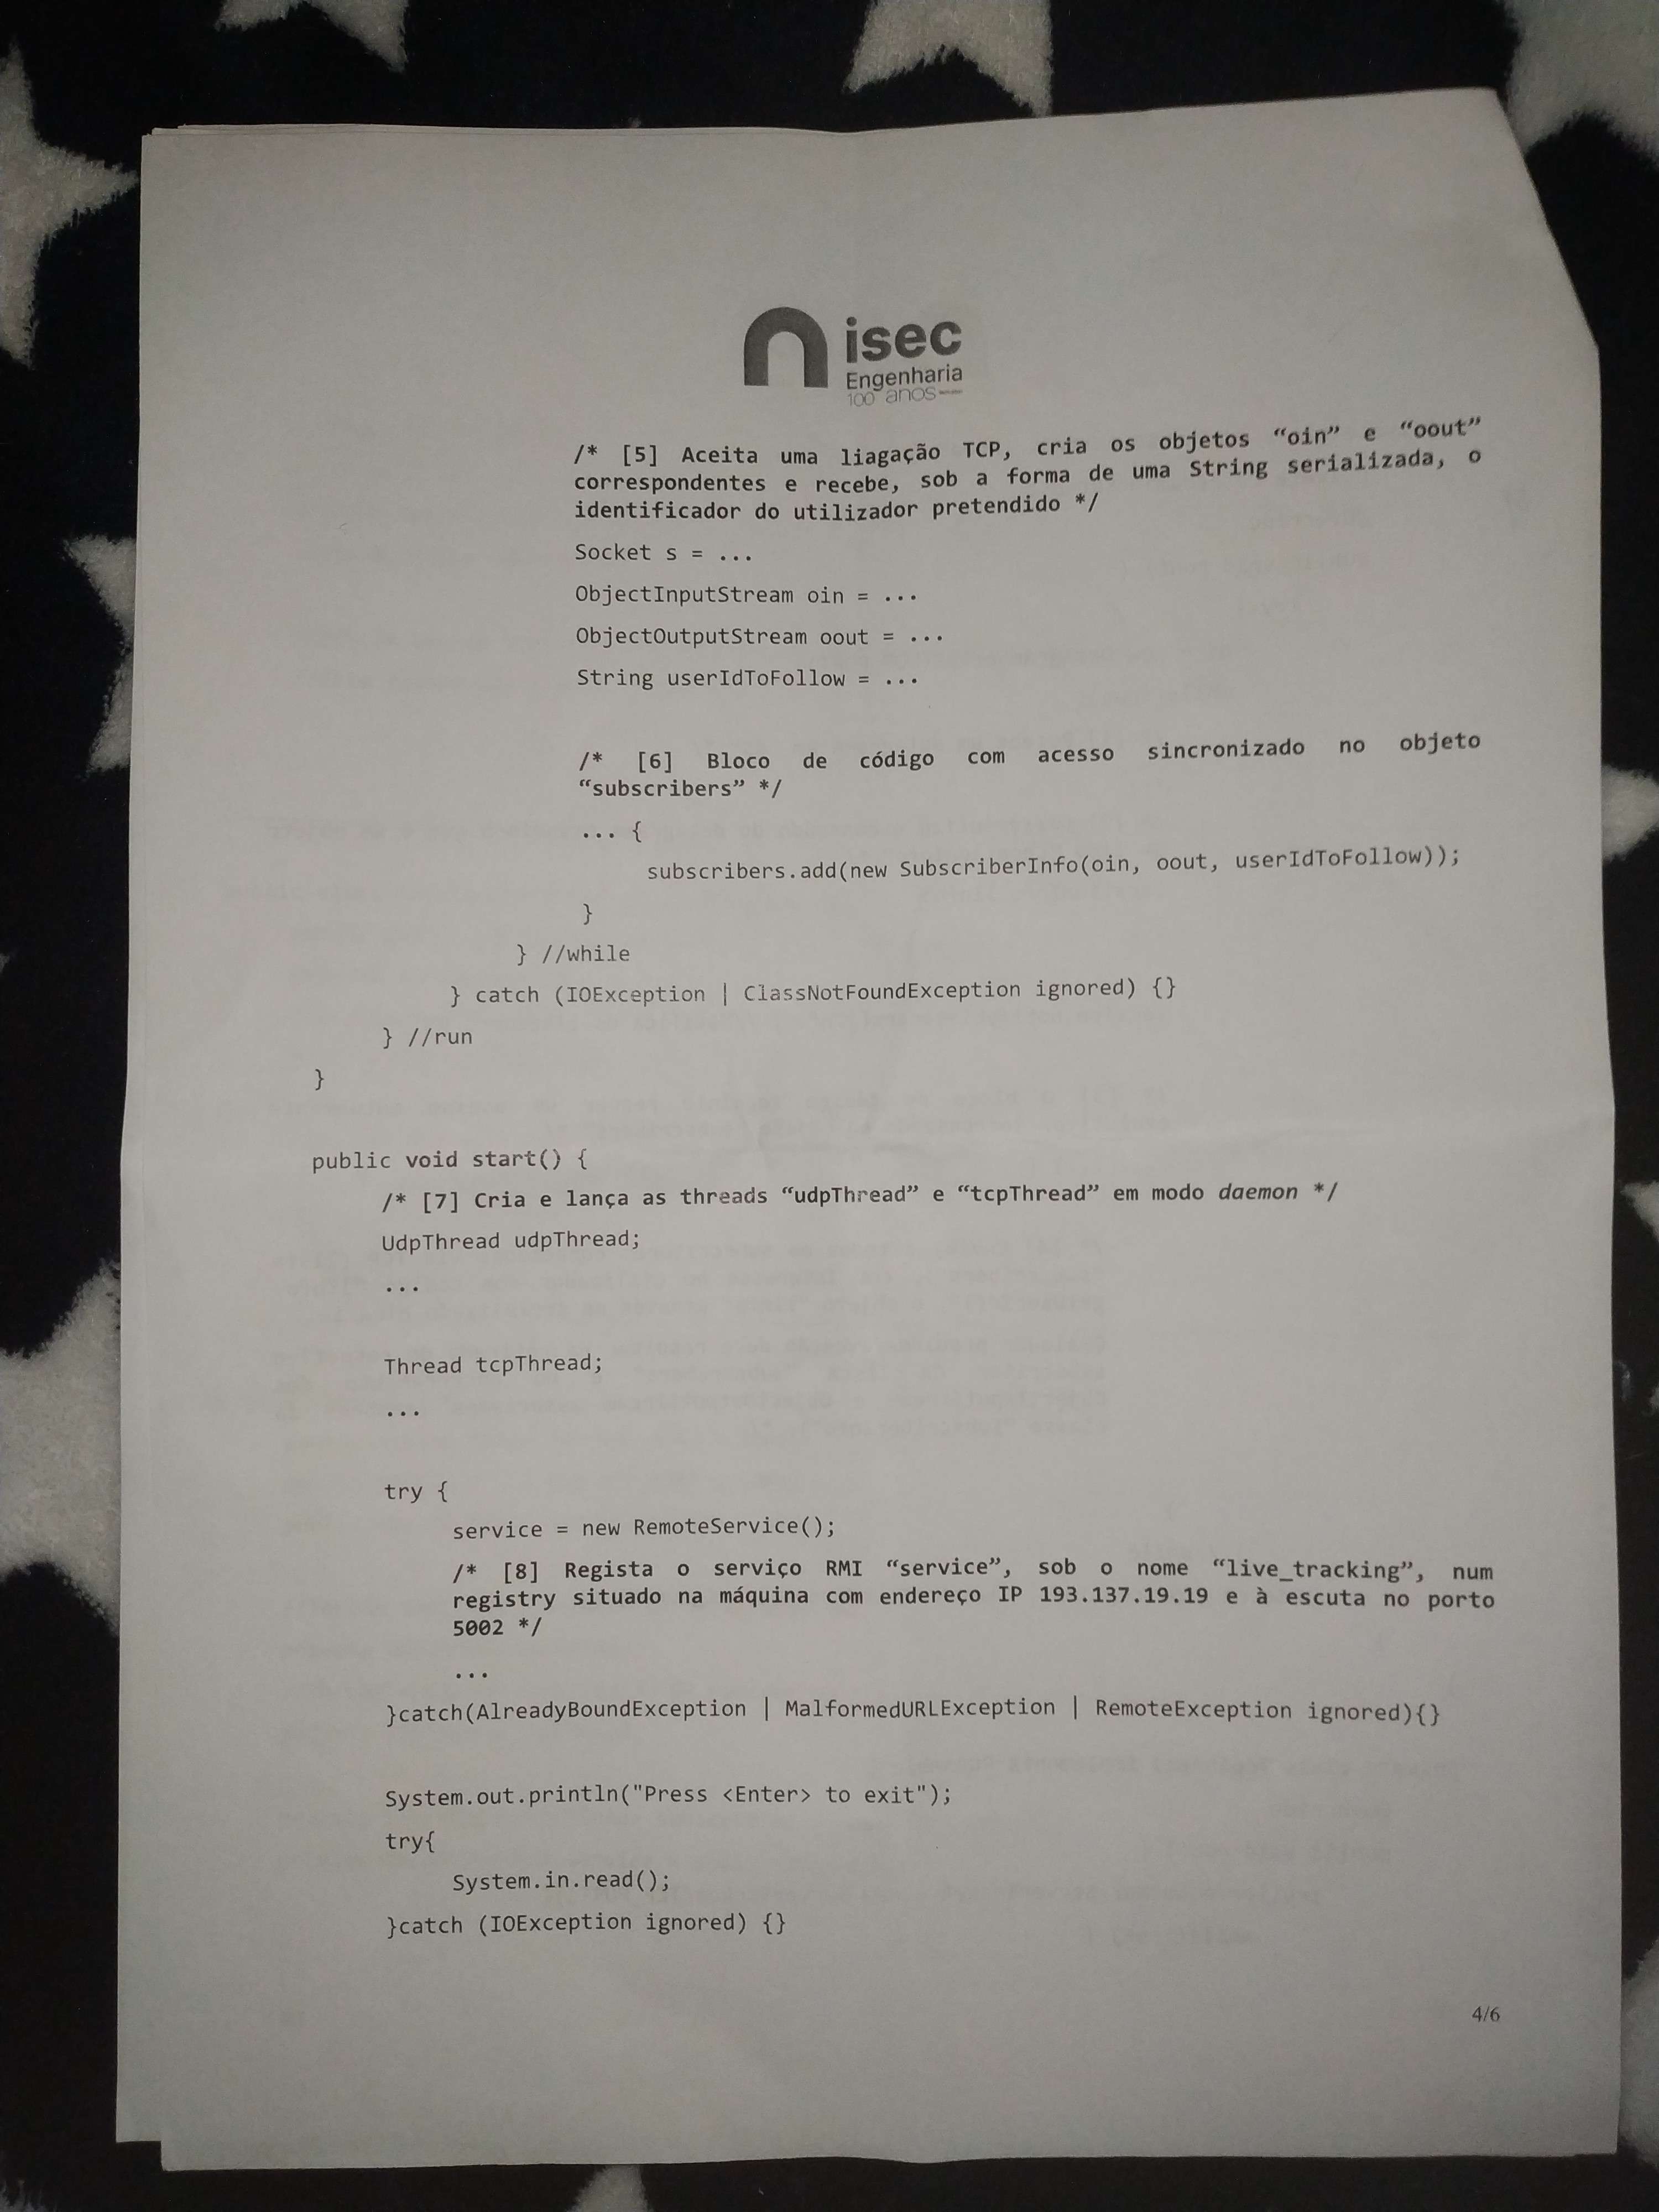 isec
Engenharia
100 anos
/* [5] Aceita uma liagação TCP, cria os objetos “oin” e “oout”
correspondentes e recebe, sob a forma de uma String serializada, o
identificador do utilizador pretendido */
Socket s = ...
ObjectInputStream oin = ...
ObjectOutputStream oout = ...
String userIdToFollow = ...
/* [6] Bloco de código com acesso sincronizado no objeto
“subscribers” */
... {
subscribers.add(new SubscriberInfo(oin, oout, userIdToFollow));
}
} //while
} catch (IOException | ClassNotFoundException ignored) {}
} //run
}
public void start() {
/* [7] Cria e lança as threads “udpThread” e “tcpThread” em modo daemon */
UdpThread udpThread;
...
Thread tcpThread;
...
try {
service = new RemoteService();
/* [8] Regista o serviço RMI “service”, sob o nome “live_tracking”, num
registry situado na máquina com endereço IP 193.137.19.19 e à escuta no porto
5002 */
...
}catch(AlreadyBoundException | MalformedURLException | RemoteException ignored){}
System.out.println("Press <Enter> to exit");
try{
System.in.read();
}catch (IOException ignored) {}
4/6